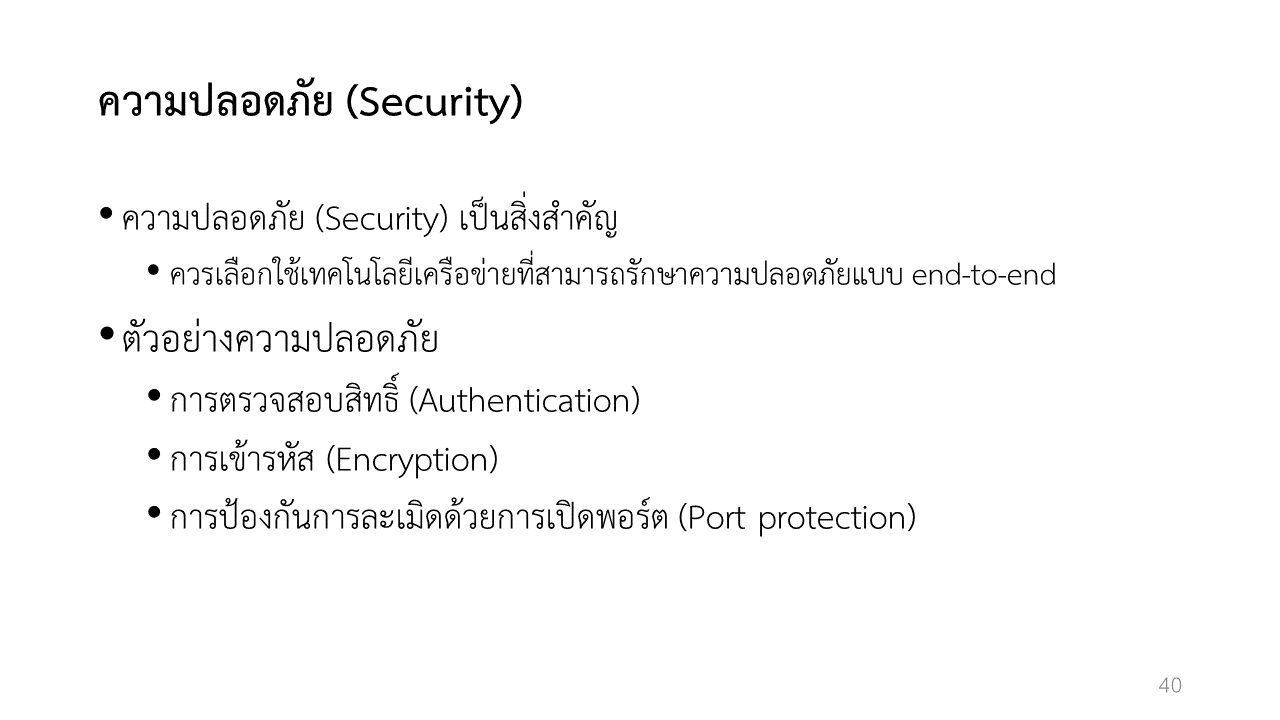 ความปลอดภัย (Security)
• ความปลอดภัย (Security) เป็นสิ่งสำคัญ
• ควรเลือกใช้เทคโนโลยีเครือข่ายที่สามารถรักษาความปลอดภัยแบบ end-to-end
• ตัวอย่างความปลอดภัย
• การตรวจสอบสิทธิ์ (Authentication)
• การเข้ารหัส (Encryption)
• การป้องกันการละเมิดด้วยการเปิดพอร์ต (Port protection)
40